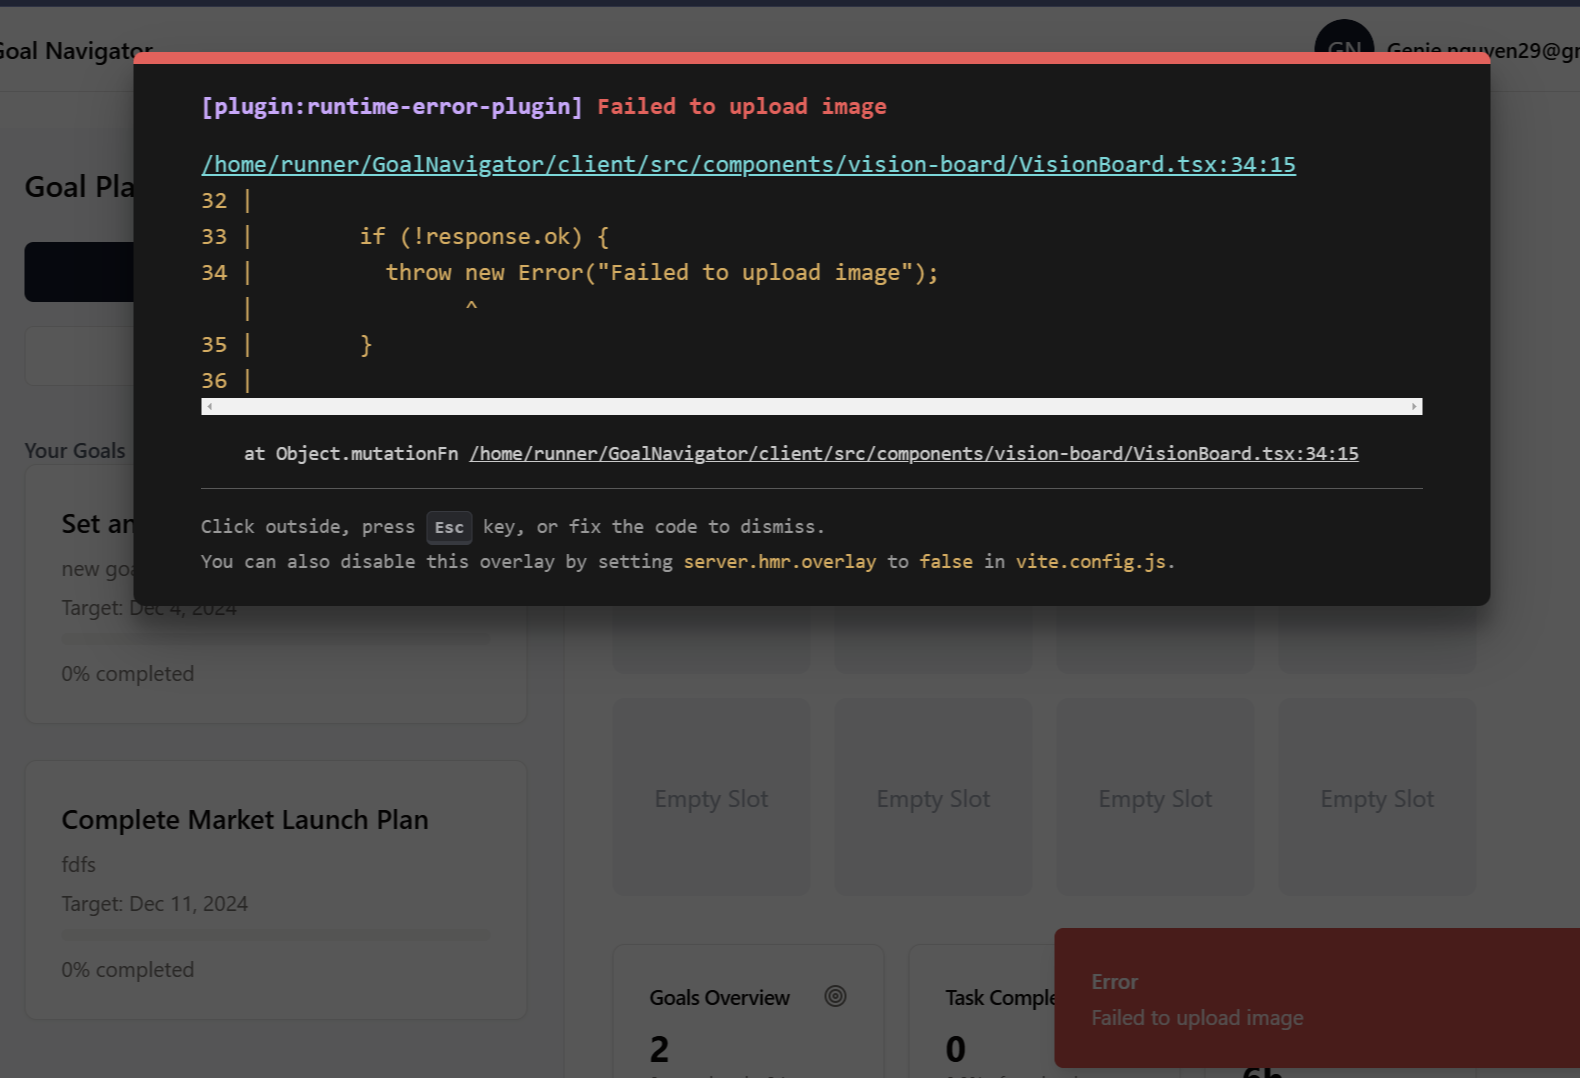 Goal Navigator
GN
Genie.nguyen29@gr
[plugin:runtime-error-plugin] Failed to upload image
/home/runner/GoalNavigator/client/src/components/vision-board/VisionBoard.tsx:34:15
32 |
33 |        if (!response.ok) {
34 |          throw new Error("Failed to upload image");
   |                ^
35 |        }
36 |
at Object.mutationFn /home/runner/GoalNavigator/client/src/components/vision-board/VisionBoard.tsx:34:15
Click outside, press Esc key, or fix the code to dismiss.
You can also disable this overlay by setting server.hmr.overlay to false in vite.config.js.
Goal Pla
Your Goals
Set an
new goa
Target: Dec 4, 2024
0% completed
Complete Market Launch Plan
fdfs
Target: Dec 11, 2024
0% completed
Empty Slot
Empty Slot
Empty Slot
Empty Slot
Goals Overview
2
Task Comple
0
6h
Error
Failed to upload image